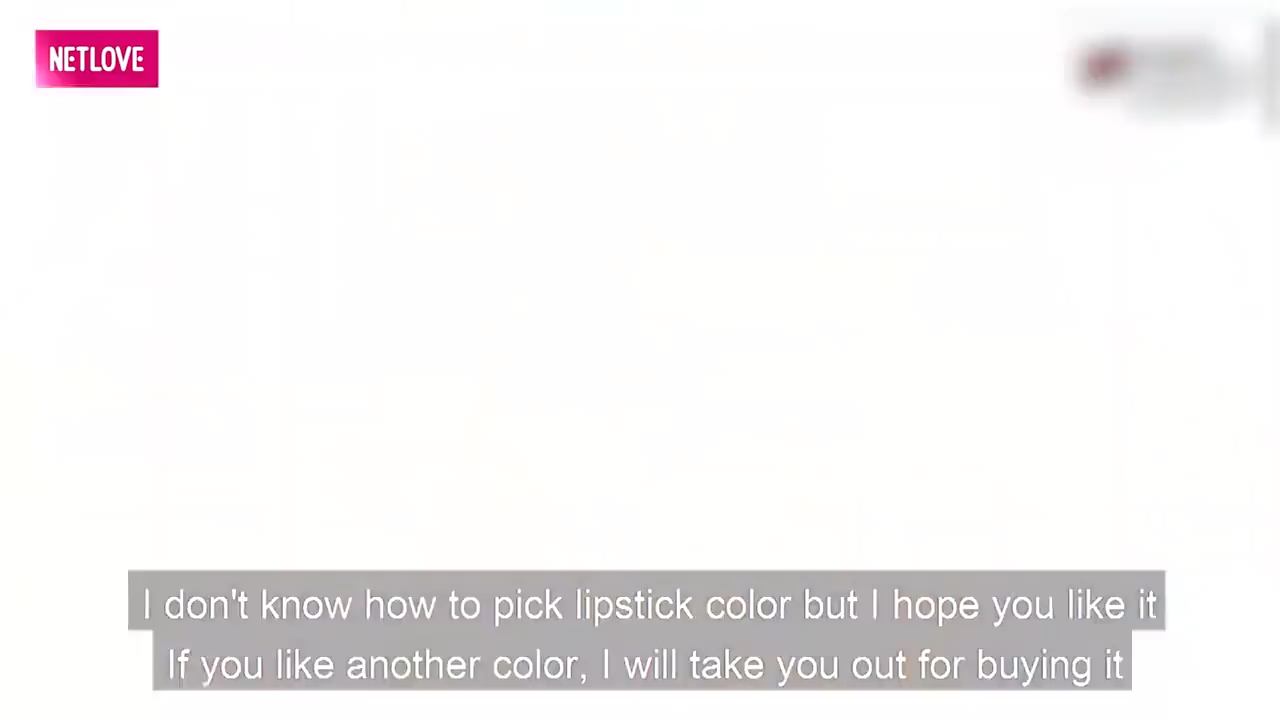 NETLOVE
I don't know how to pick lipstick color but I hope you like it
If you like another color, I will take you out for buying it